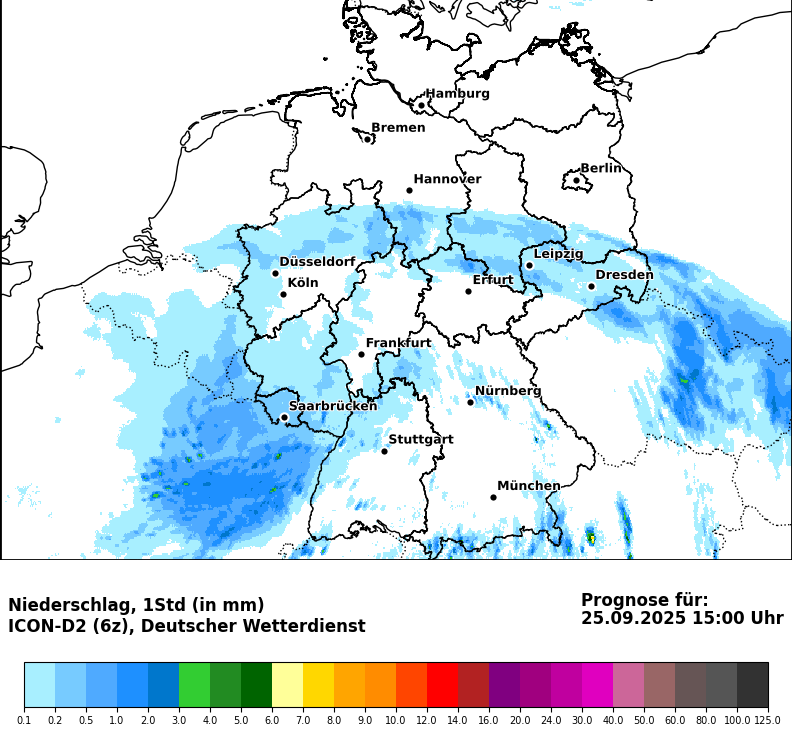 Hamburg
Bremen
Berlin
Hannover
Leipzig
Düsseldorf
Dresden
Köln
Erfurt
Frankfurt
Nürnberg
Saarbrücken
Stuttgart
München
Niederschlag, 1Std (in mm)
ICON-D2 (6z), Deutscher Wetterdienst
Prognose für:
25.09.2025 15:00 Uhr
0.1 0.2 0.5 1.0 2.0 3.0 4.0 5.0 6.0 7.0 8.0 9.0 10.0 12.0 14.0 16.0 20.0 24.0 30.0 40.0 50.0 60.0 80.0 100.0 125.0